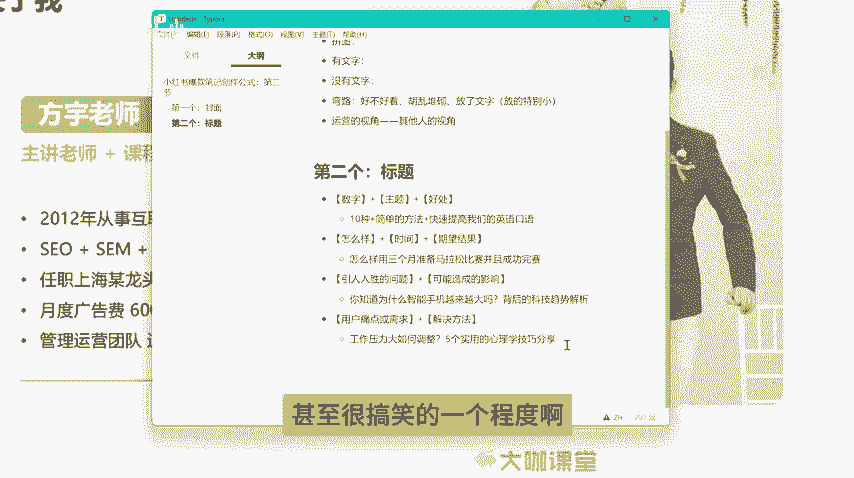 Typora
编辑(E) 段落(P) 格式(O) 视图(V) 主题(T) 帮助(H)
文件 大纲
小红书爆款笔记创作公式：第二节
第一个：封面
第二个：标题
有文字：
没有文字：
弯路：好不好看、胡乱堆砌、放了文字（放的特别小）
运营的视角——其他人的视角
第二个：标题
【数字】+【主题】+【好处】
10种+简单的方法+快速提高我们的英语口语
【怎么样】+【时间】+【期望结果】
怎么样用三个月准备马拉松比赛并且成功完赛
【引人入胜的问题】+【可能造成的影响】
你知道为什么智能手机越来越大吗？背后的科技趋势解析
【用户痛点或需求】+【解决方法】
工作压力大如何调整？5个实用的心理学技巧分享
方宇老师
主讲老师 + 课程
2012年从事互联
SEO + SEM +
任职上海某龙头
月度广告费 600
管理运营团队
甚至很搞笑的一个程度啊
大咖课堂